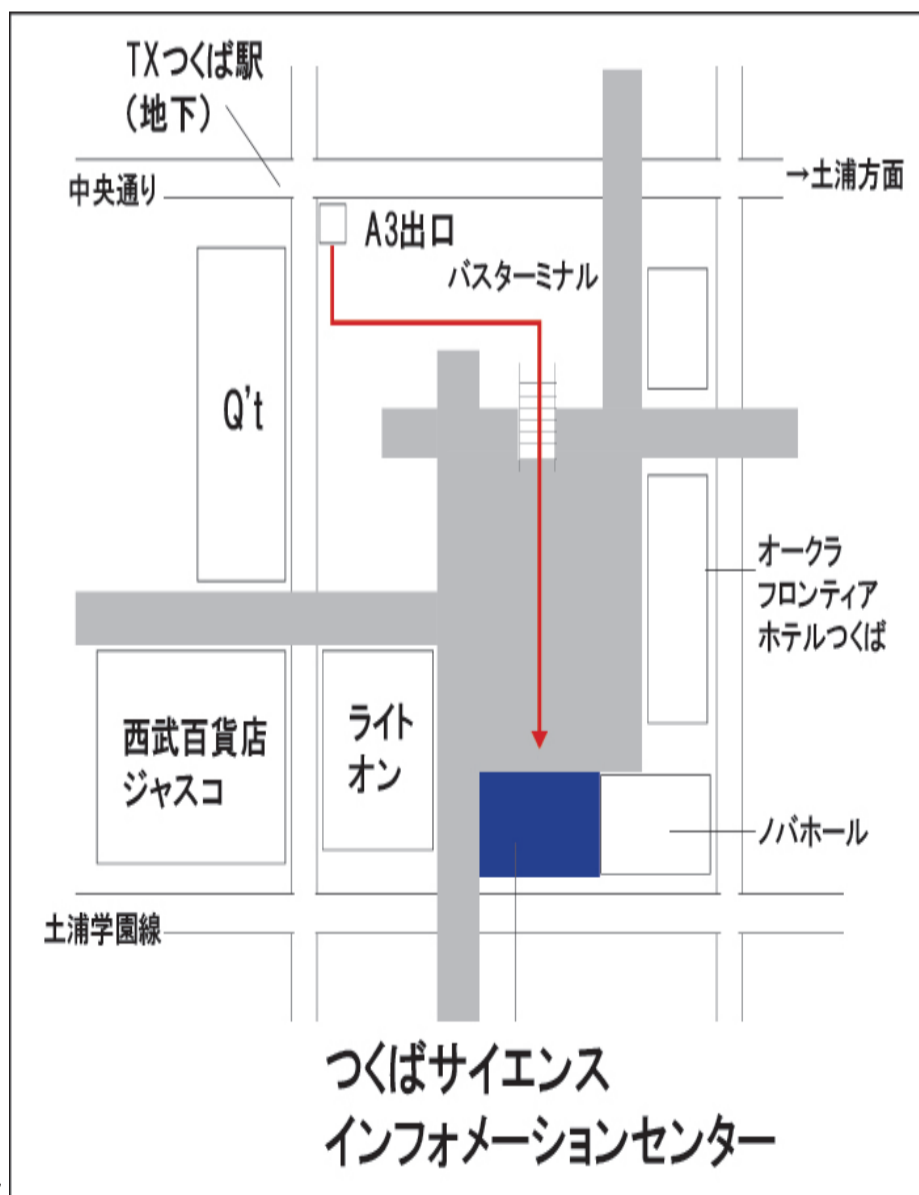 TXつくば駅
(地下)
中央通り
→土浦方面
A3出口
バスターミナル
Q't
オークラ
フロンティア
ホテルつくば
西武百貨店
ジャスコ
ライト
オン
ノバホール
土浦学園線
つくばサイエンス
インフォメーションセンター